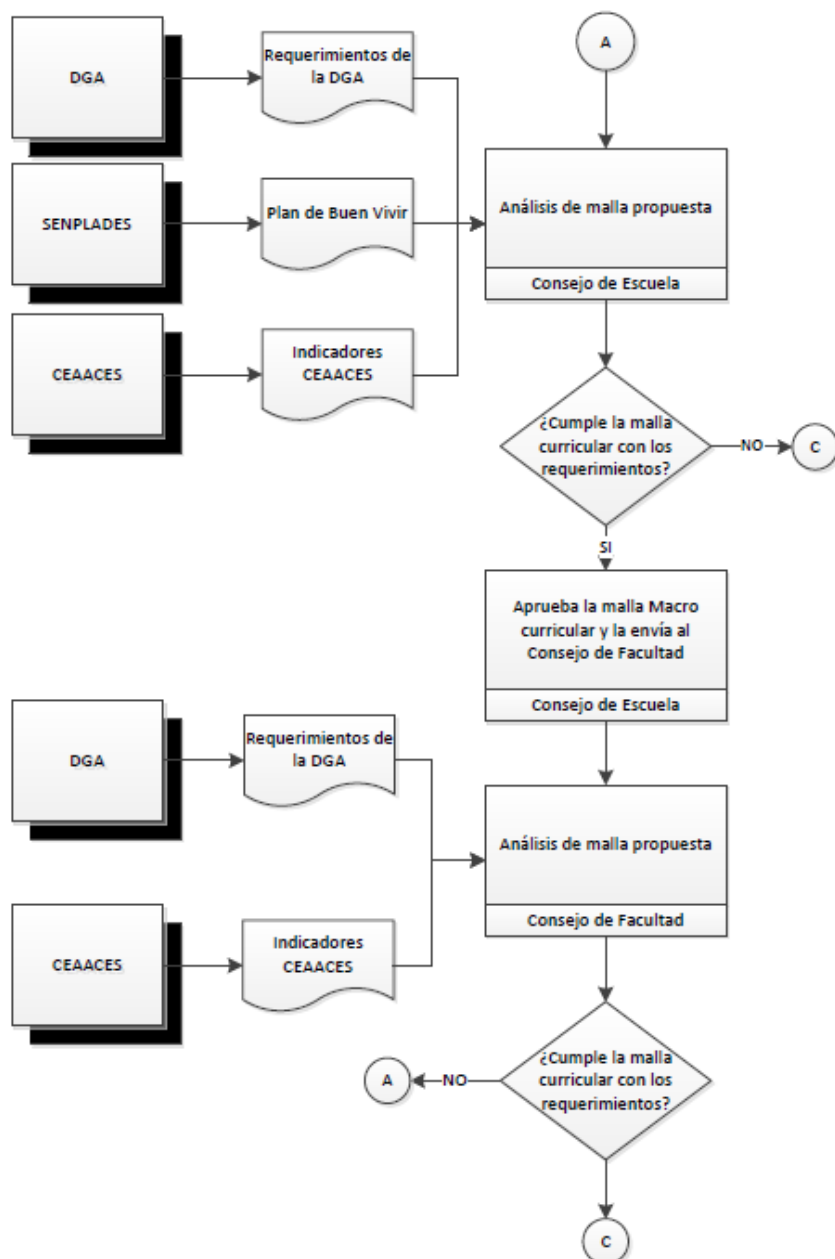 DGA
Requerimientos de
la DGA
A
SENPLADES
Plan de Buen Vivir
Análisis de malla propuesta
Consejo de Escuela
CEAACES
Indicadores
CEAACES
¿Cumple la malla
curricular con los
requerimientos?
NO
C
SI
Aprueba la malla Macro
curricular y la envía al
Consejo de Facultad
Consejo de Escuela
DGA
Requerimientos de
la DGA
Análisis de malla propuesta
Consejo de Facultad
CEAACES
Indicadores
CEAACES
¿Cumple la malla
curricular con los
requerimientos?
NO
A
C